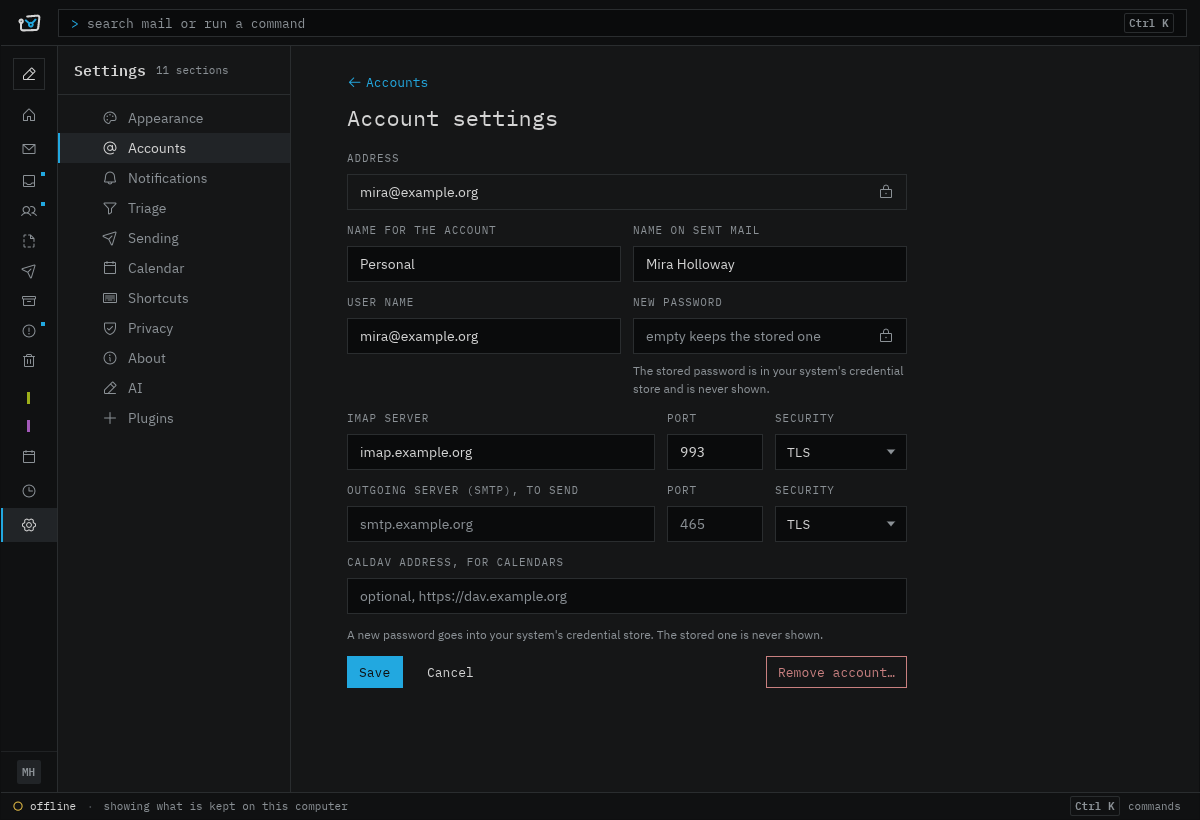 > search mail or run a command
Ctrl K
Settings 11 sections
Appearance
Accounts
Notifications
Triage
Sending
Calendar
Shortcuts
Privacy
About
AI
Plugins
← Accounts
Account settings
ADDRESS
mira@example.org
NAME FOR THE ACCOUNT
NAME ON SENT MAIL
Personal
Mira Holloway
USER NAME
NEW PASSWORD
mira@example.org
empty keeps the stored one
The stored password is in your system's credential
store and is never shown.
IMAP SERVER
PORT
SECURITY
imap.example.org
993
TLS
OUTGOING SERVER (SMTP), TO SEND
PORT
SECURITY
smtp.example.org
465
TLS
CALDAV ADDRESS, FOR CALENDARS
optional, https://dav.example.org
A new password goes into your system's credential store. The stored one is never shown.
Save
Cancel
Remove account…
MH
offline · showing what is kept on this computer
Ctrl K commands